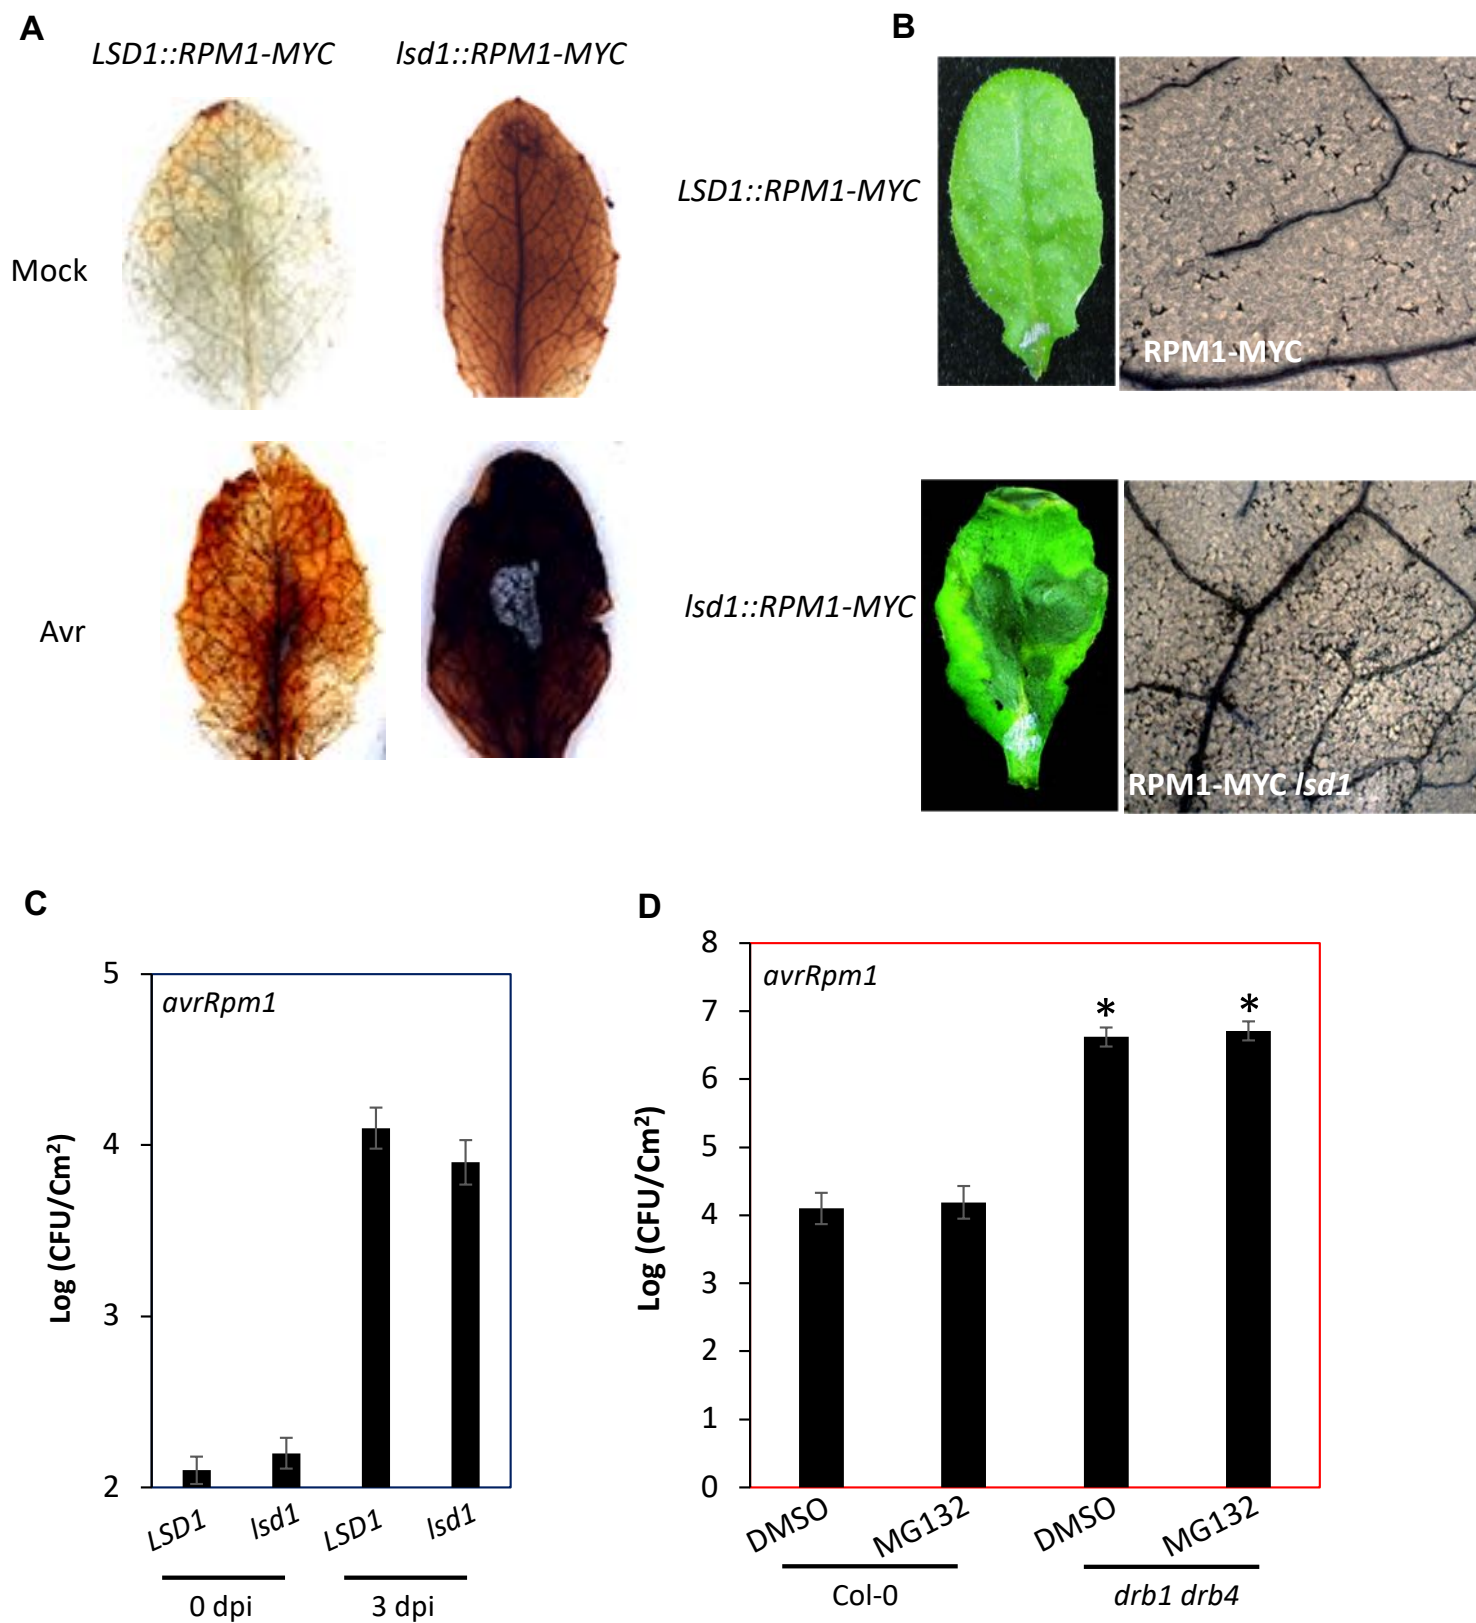 A
LSD1::RPM1-MYC
lsd1::RPM1-MYC
Mock
Avr
B
LSD1::RPM1-MYC
RPM1-MYC
lsd1::RPM1-MYC
RPM1-MYC lsd1
C
5
4
3
2
Log (CFU/Cm²)
avrRpm1
LSD1
lsd1
LSD1
lsd1
0 dpi
3 dpi
D
8
7
6
5
4
3
2
1
0
Log (CFU/Cm²)
avrRpm1
*
*
DMSO
MG132
DMSO
MG132
Col-0
drb1 drb4